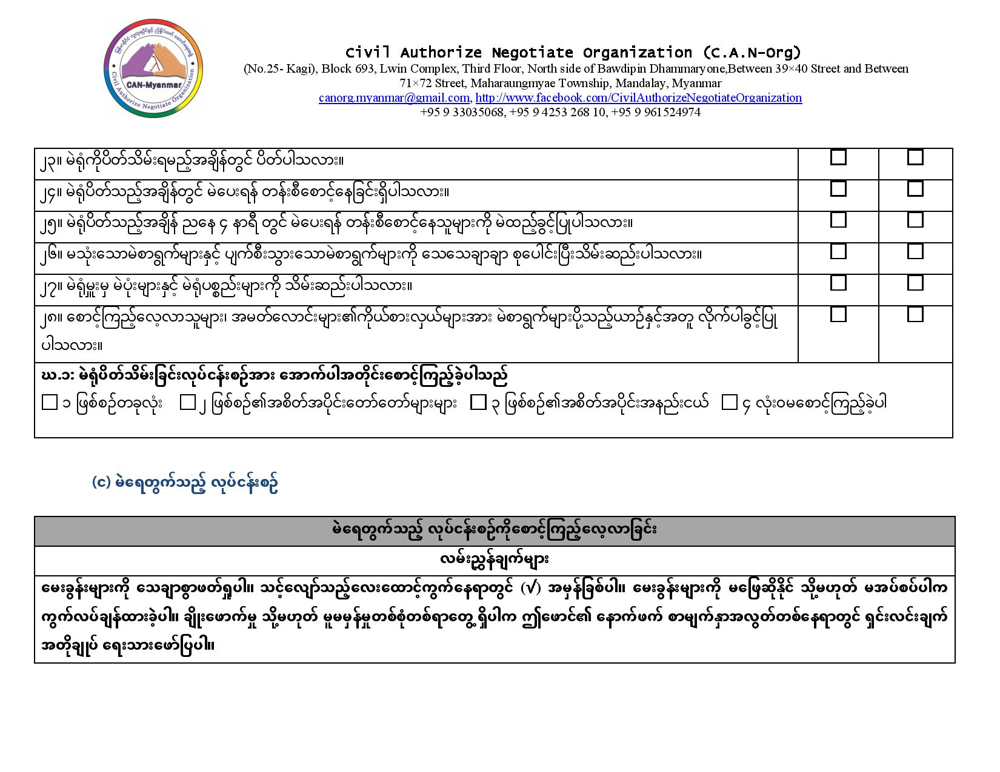 Civil Authorize Negotiate Organization (C.A.N-Org)
(No.25- Kagi), Block 693, Lwin Complex, Third Floor, North side of Bawdipin Dhammaryone,Between 39×40 Street and Between
71×72 Street, Maharaungmyae Township, Mandalay, Myanmar
canorg.myanmar@gmail.com, http://www.facebook.com/CivilAuthorizeNegotiateOrganization
+95 9 33035068, +95 9 4253 268 10, +95 9 961524974
CAN-Myanmar
Civil Authorize Negotiate Organization
၂၃။ မဲရုံကိုပိတ်သိမ်းရမည့်အချိန်တွင် ပိတ်ပါသလား။
၂၄။ မဲရုံပိတ်သည့်အချိန်တွင် မဲပေးရန် တန်းစီစောင့်နေခြင်းရှိပါသလား။
၂၅။ မဲရုံပိတ်သည့်အချိန် ညနေ ၄ နာရီ တွင် မဲပေးရန် တန်းစီစောင့်နေသူများကို မဲထည့်ခွင့်ပြုပါသလား။
၂၆။ မသုံးသောမဲစာရွက်များနှင့် ပျက်စီးသွားသောမဲစာရွက်များကို သေသေချာချာ စုပေါင်းပြီးသိမ်းဆည်းပါသလား။
၂၇။ မဲရုံမှူးမှ မဲပုံးများနှင့် မဲရုံပစ္စည်းများကို သိမ်းဆည်းပါသလား။
၂၈။ စောင့်ကြည့်လေ့လာသူများ၊ အမတ်လောင်းများ၏ကိုယ်စားလှယ်များအား မဲစာရွက်များပို့သည့်ယာဉ်နှင့်အတူ လိုက်ပါခွင့်ပြု
ပါသလား။
ဃ.၁: မဲရုံပိတ်သိမ်းခြင်းလုပ်ငန်းစဉ်အား အောက်ပါအတိုင်းစောင့်ကြည့်ခဲ့ပါသည်
၁ ဖြစ်စဉ်တခုလုံး ၂ ဖြစ်စဉ်၏အစိတ်အပိုင်းတော်တော်များများ ၃ ဖြစ်စဉ်၏အစိတ်အပိုင်းအနည်းငယ် ၄ လုံးဝမစောင့်ကြည့်ခဲ့ပါ
(င) မဲရေတွက်သည့် လုပ်ငန်းစဉ်
မဲရေတွက်သည့် လုပ်ငန်းစဉ်ကိုစောင့်ကြည့်လေ့လာခြင်း
လမ်းညွှန်ချက်များ
မေးခွန်းများကို သေချာစွာဖတ်ရှုပါ။ သင့်လျော်သည့်လေးထောင့်ကွက်နေရာတွင် (√) အမှန်ခြစ်ပါ။ မေးခွန်းများကို မဖြေဆိုနိုင် သို့မဟုတ် မအပ်စပ်ပါက
ကွက်လပ်ချန်ထားခဲ့ပါ။ ချိုးဖောက်မှု သို့မဟုတ် မူမမှန်မှုတစ်စုံတစ်ရာတွေ့ရှိပါက ဤဖောင်၏ နောက်ဖက် စာမျက်နှာအလွတ်တစ်နေရာတွင် ရှင်းလင်းချက်
အတိုချုပ် ရေးသားဖော်ပြပါ။